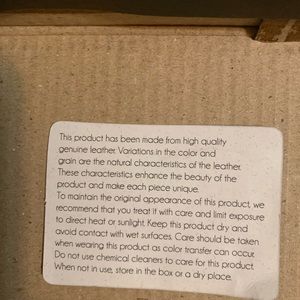 This product has been made from high quality
genuine leather. Variations in the color and
grain are the natural characteristics of the leather.
These characteristics enhance the beauty of the
product and make each piece unique.
To maintain the original appearance of this product, we
recommend that you treat it with care and limit exposure
to direct heat or sunlight. Keep this product dry and
avoid contact with wet surfaces. Care should be taken
when wearing this product as color transfer can occur.
Do not use chemical cleaners to care for this product.
When not in use, store in the box or a dry place.